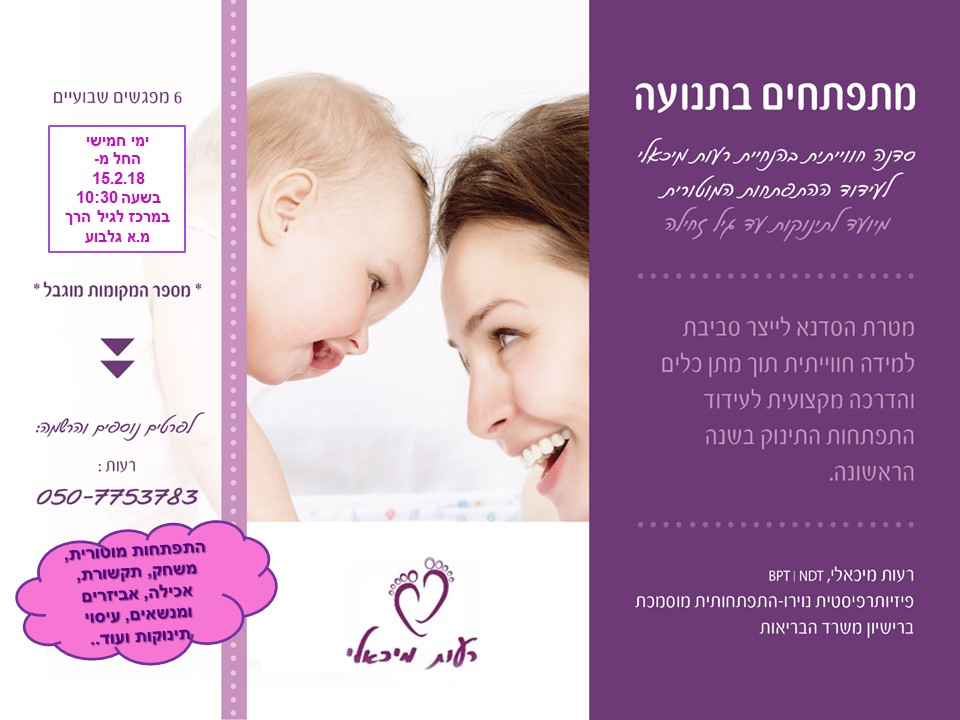 מתפתחים בתנועה
סדנה חווייתית בהנחיית רעות מיכאלי
לעידוד ההתפתחות המוטורית
מיועד לתינוקות עד גיל זחילה
מטרת הסדנא לייצר סביבת
למידה חווייתית תוך מתן כלים
והדרכה מקצועית לעידוד
התפתחות התינוק בשנה
הראשונה.
רעות מיכאלי, BPT | NDT
פיזיותרפיסטית נוירו-התפתחותית מוסמכת
ברישיון משרד הבריאות
רעות מיכאלי
6 מפגשים שבועיים
ימי חמישי
החל מ-
15.2.18
בשעה 10:30
במרכז לגיל הרך
מ.א גלבוע
* מספר המקומות מוגבל *
לפרטים נוספים והרשמה:
רעות :
050-7753783
התפתחות מוטורית,
משחק, תקשורת,
אכילה, אביזרים
ומנשאים, עיסוי
תינוקות ועוד..